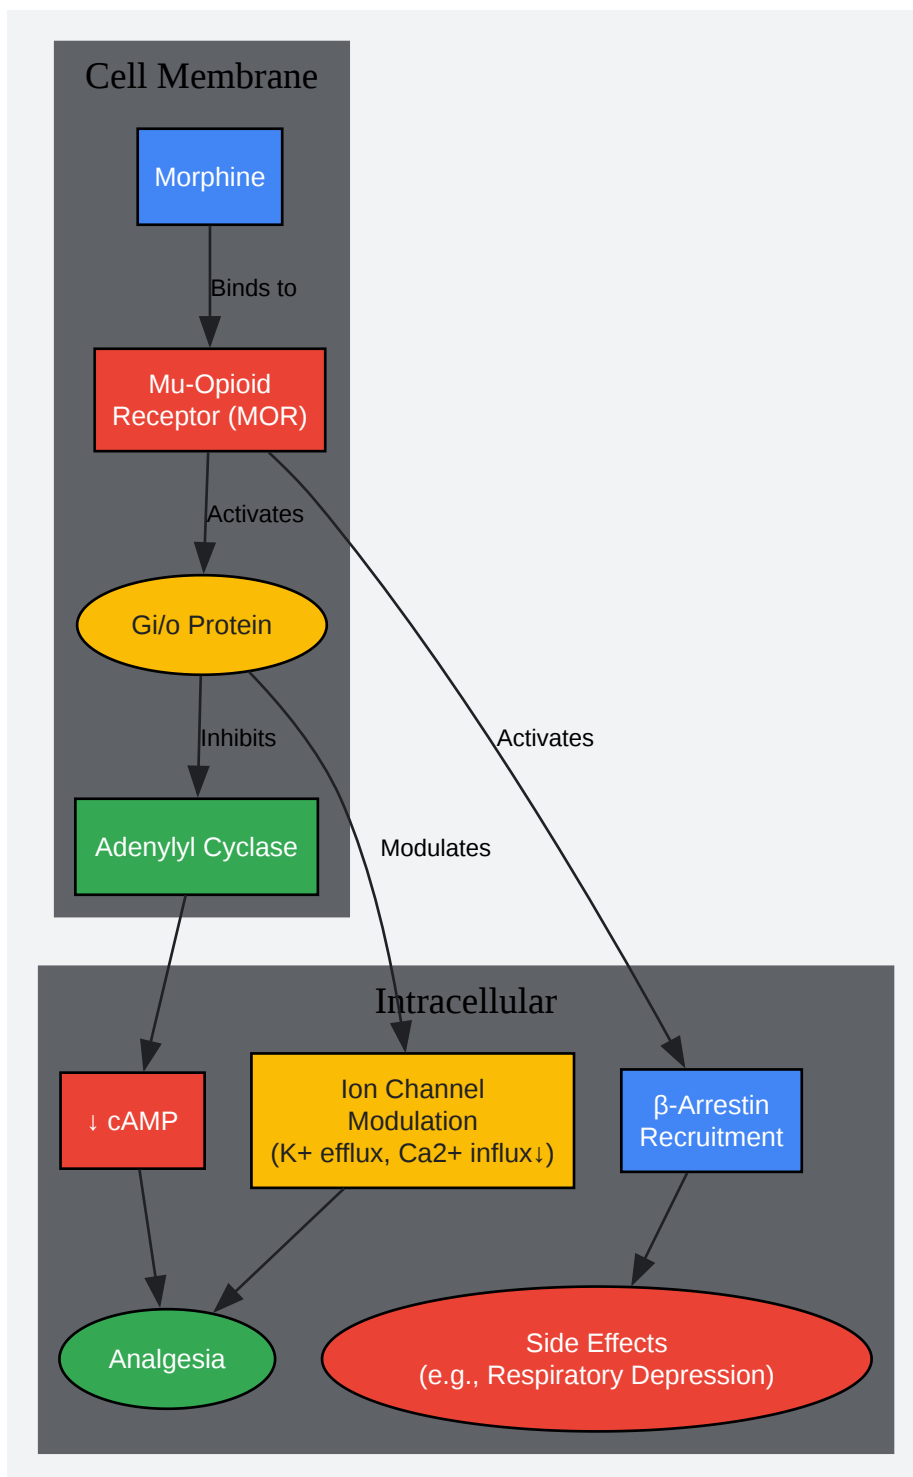 Cell Membrane
Morphine
Binds to
Mu-Opioid
Receptor (MOR)
Activates
Gi/o Protein
Inhibits
Activates
Adenylyl Cyclase
Modulates
Intracellular
↓ cAMP
Ion Channel
Modulation
(K+ efflux, Ca2+ influx↓)
β-Arrestin
Recruitment
Analgesia
Side Effects
(e.g., Respiratory Depression)